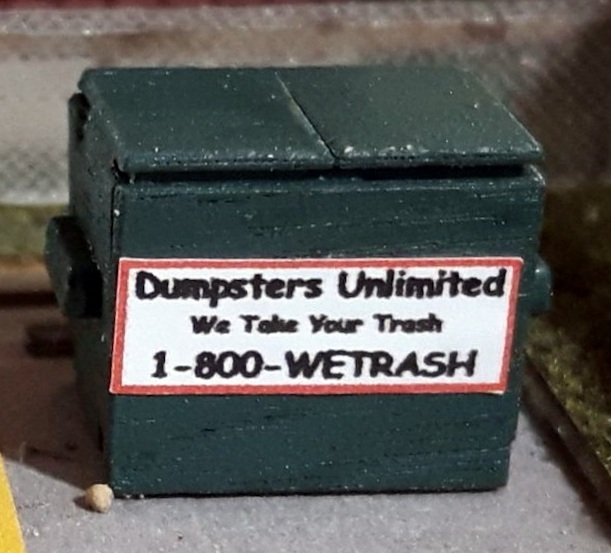 Dumpsters Unlimited
We Take Your Trash
1-800-WETRASH